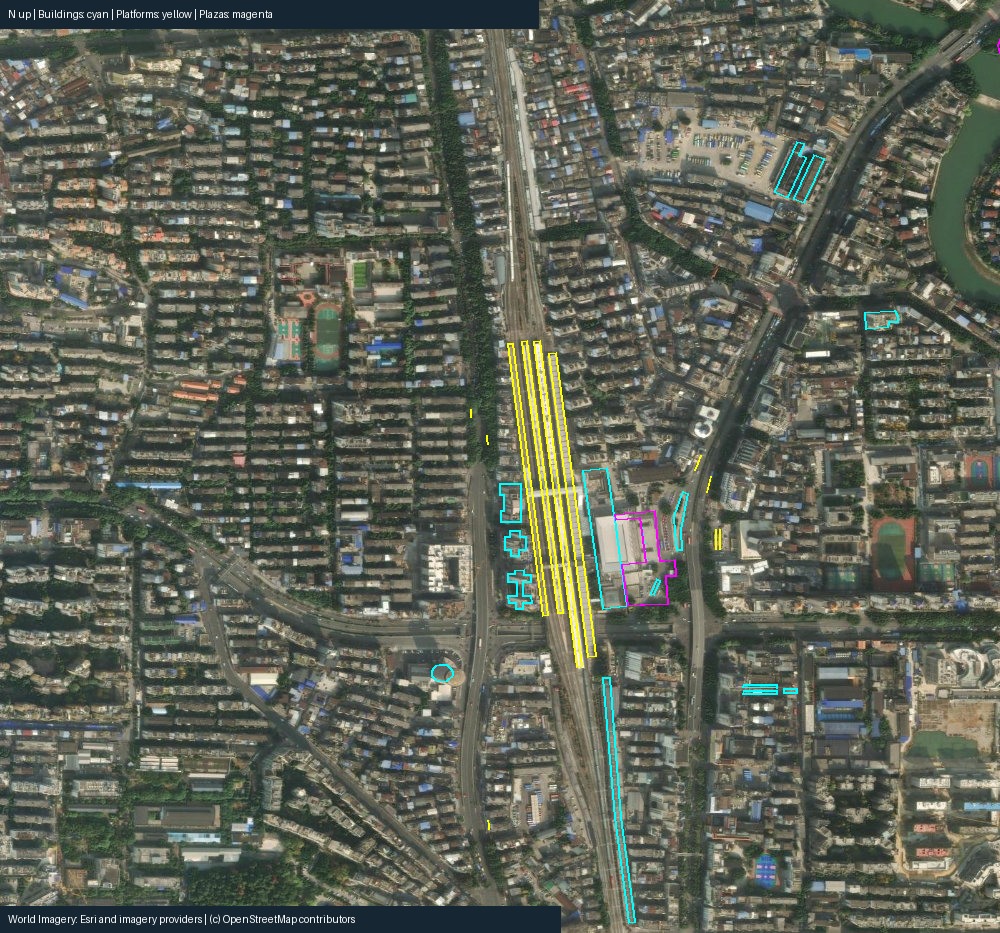 N up | Buildings: cyan | Platforms: yellow | Plazas: magenta
World Imagery: Esri and imagery providers | (c) OpenStreetMap contributors